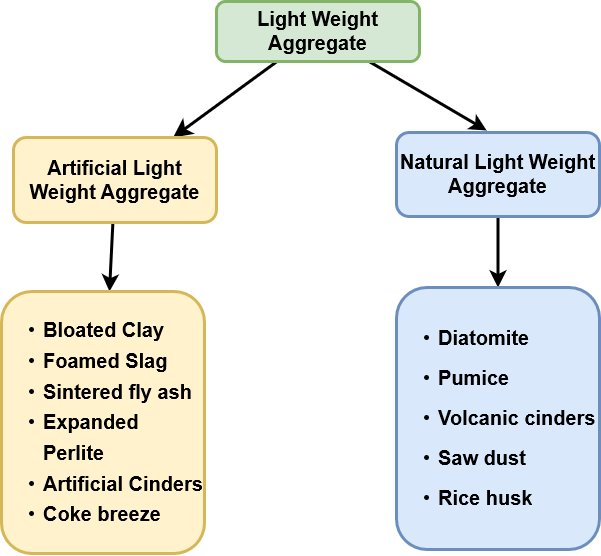 Light Weight
Aggregate
Artificial Light
Weight Aggregate
Natural Light Weight
Aggregate
• Bloated Clay
• Foamed Slag
• Sintered fly ash
• Expanded
Perlite
• Artificial Cinders
• Coke breeze
• Diatomite
• Pumice
• Volcanic cinders
• Saw dust
• Rice husk